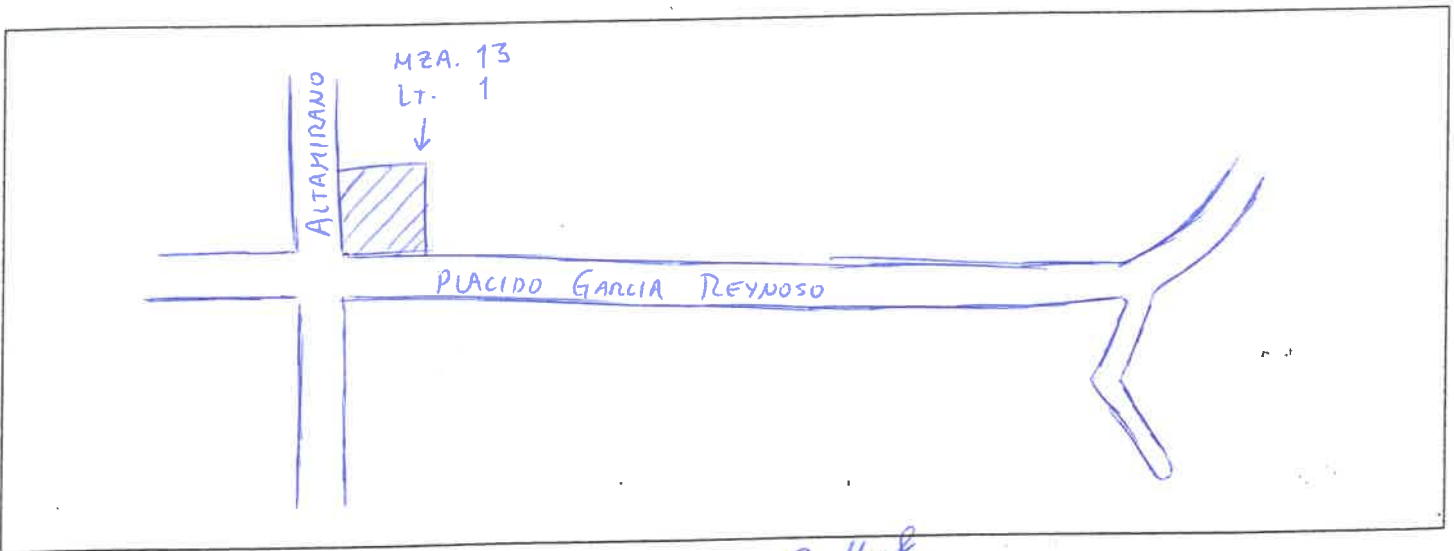 MZA. 13
LT. 1
ALTAMIRANO
PLACIDO GARCIA REYNOSO